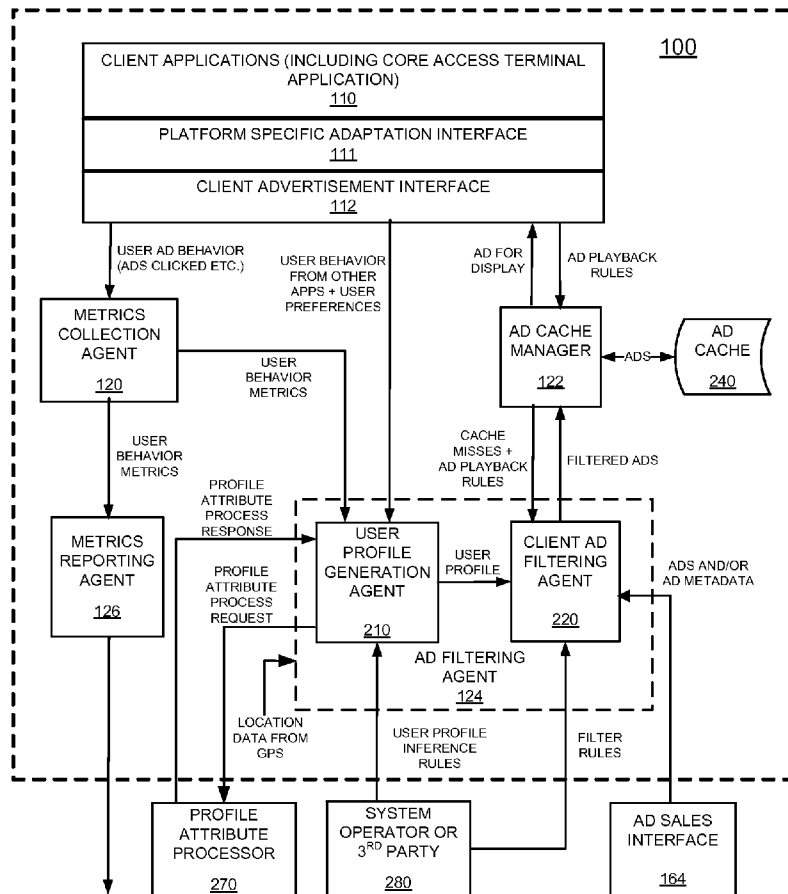 100
CLIENT APPLICATIONS (INCLUDING CORE ACCESS TERMINAL
APPLICATION)
110
PLATFORM SPECIFIC ADAPTATION INTERFACE
111
CLIENT ADVERTISEMENT INTERFACE
112
USER AD BEHAVIOR
(ADS CLICKED ETC.)
USER BEHAVIOR
FROM OTHER
APPS + USER
PREFERENCES
AD FOR
DISPLAY
AD PLAYBACK
RULES
METRICS
COLLECTION
AGENT
120
USER
BEHAVIOR
METRICS
AD CACHE
MANAGER
122
ADS
AD
CACHE
240
USER
BEHAVIOR
METRICS
CACHE
MISSES +
AD PLAYBACK
RULES
FILTERED ADS
PROFILE
ATTRIBUTE
PROCESS
RESPONSE
METRICS
REPORTING
AGENT
126
PROFILE
ATTRIBUTE
PROCESS
REQUEST
USER
PROFILE
GENERATION
AGENT
210
USER
PROFILE
CLIENT AD
FILTERING
AGENT
220
ADS AND/OR
AD METADATA
AD FILTERING
AGENT
124
LOCATION
DATA FROM
GPS
USER PROFILE
INFERENCE
RULES
FILTER
RULES
PROFILE
ATTRIBUTE
PROCESSOR
270
SYSTEM
OPERATOR OR
3RD PARTY
280
AD SALES
INTERFACE
164